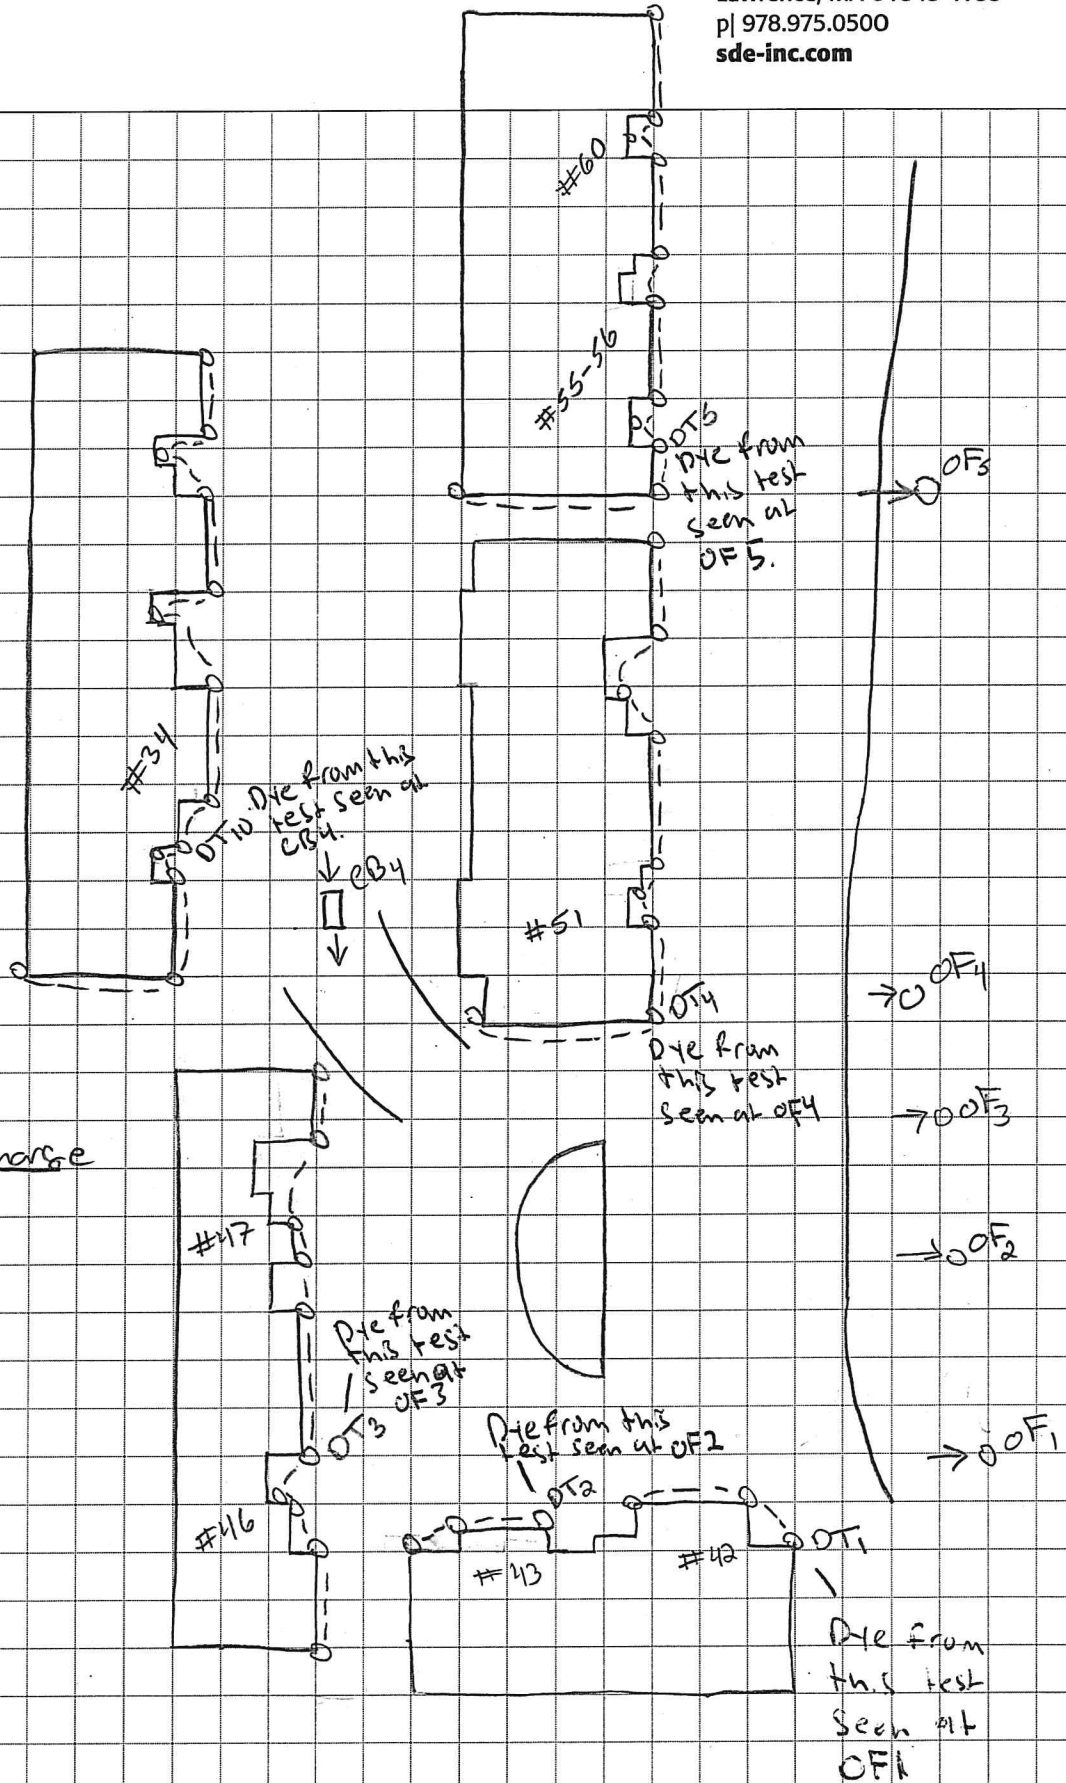 p| 978.975.0500
sde-inc.com
#60
#55-56
DT5
Dye from
this test
seen at
OF 5.
OF5
#34
DT10
Dye from this
test seen at
CB4.
CB4
#51
DT4
Dye from
this test
seen at OF4
OF4
OF3
#47
OF2
Dye from
this test
seen at
OF3
DT3
Dye from this
test seen at OF2
DT2
OF1
#46
#43
#42
DT1
Dye from
this test
seen at
OF1